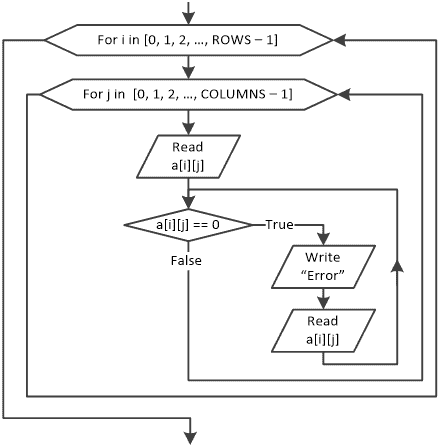 For i in [0, 1, 2, …, ROWS – 1]
For j in  [0, 1, 2, …, COLUMNS – 1]
Read
a[i][j]
a[i][j] == 0
True
False
Write
“Error”
Read
a[i][j]